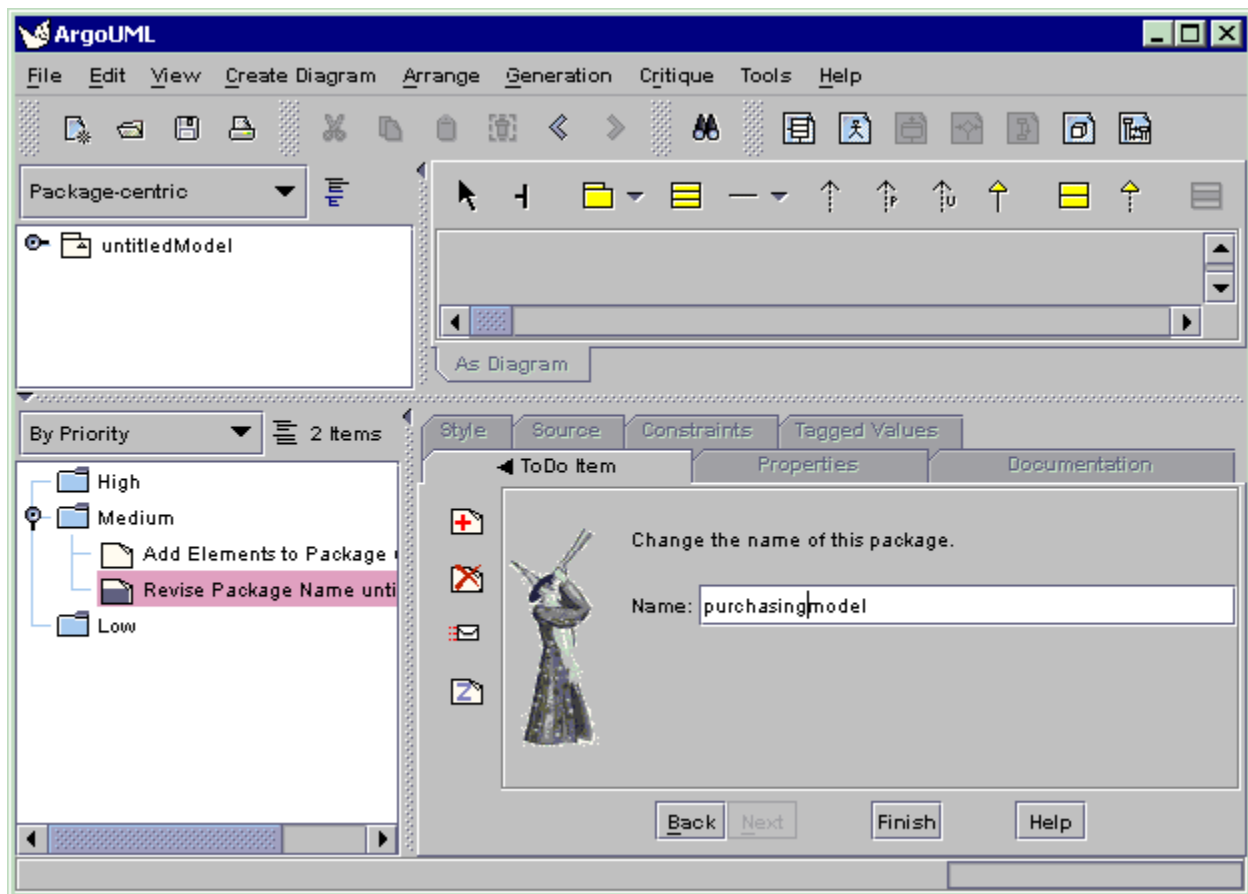 ArgoUML
File Edit View Create Diagram Arrange Generation Critique Tools Help
Package-centric
untitledModel
As Diagram
By Priority
2 Items
High
Medium
Add Elements to Package
Revise Package Name unti
Low
Style Source Constraints Tagged Values
ToDo Item Properties Documentation
Change the name of this package.
Name: purchasingmodel
Back Next Finish Help